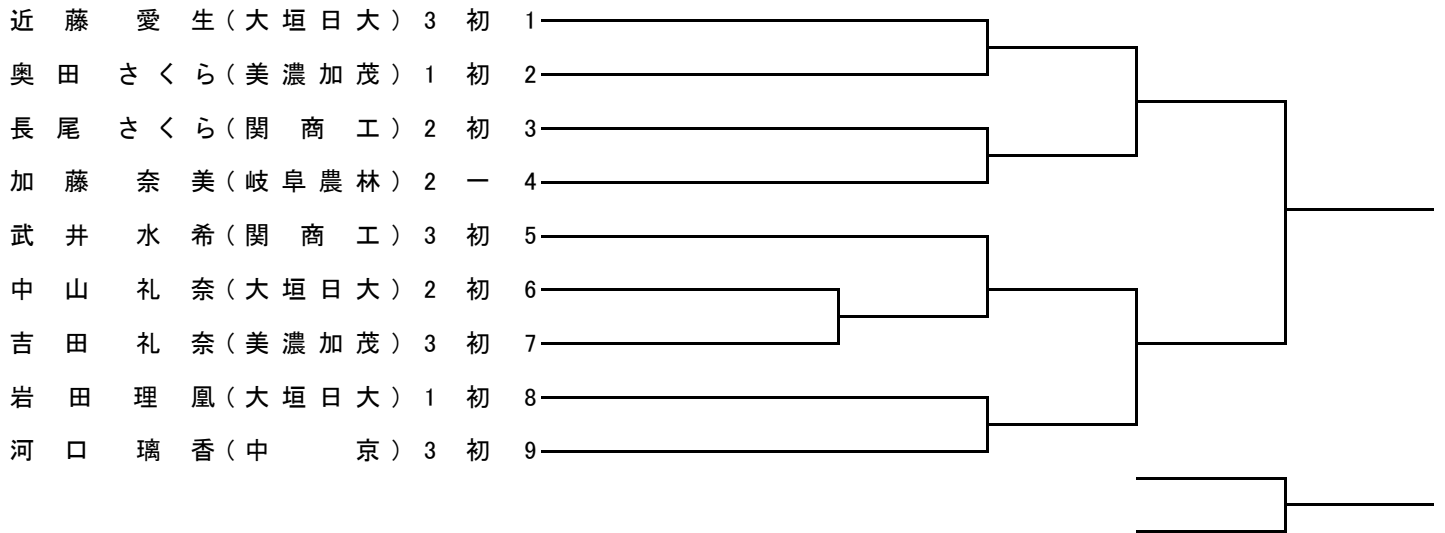 近藤 愛生(大垣日大) 3 初 1
奥田 さくら(美濃加茂) 1 初 2
長尾 さくら(関商工) 2 初 3
加藤 奈美(岐阜農林) 2 一 4
武井 水希(関商工) 3 初 5
中山 礼奈(大垣日大) 2 初 6
吉田 礼奈(美濃加茂) 3 初 7
岩田 理凰(大垣日大) 1 初 8
河口 璃香(中京) 3 初 9